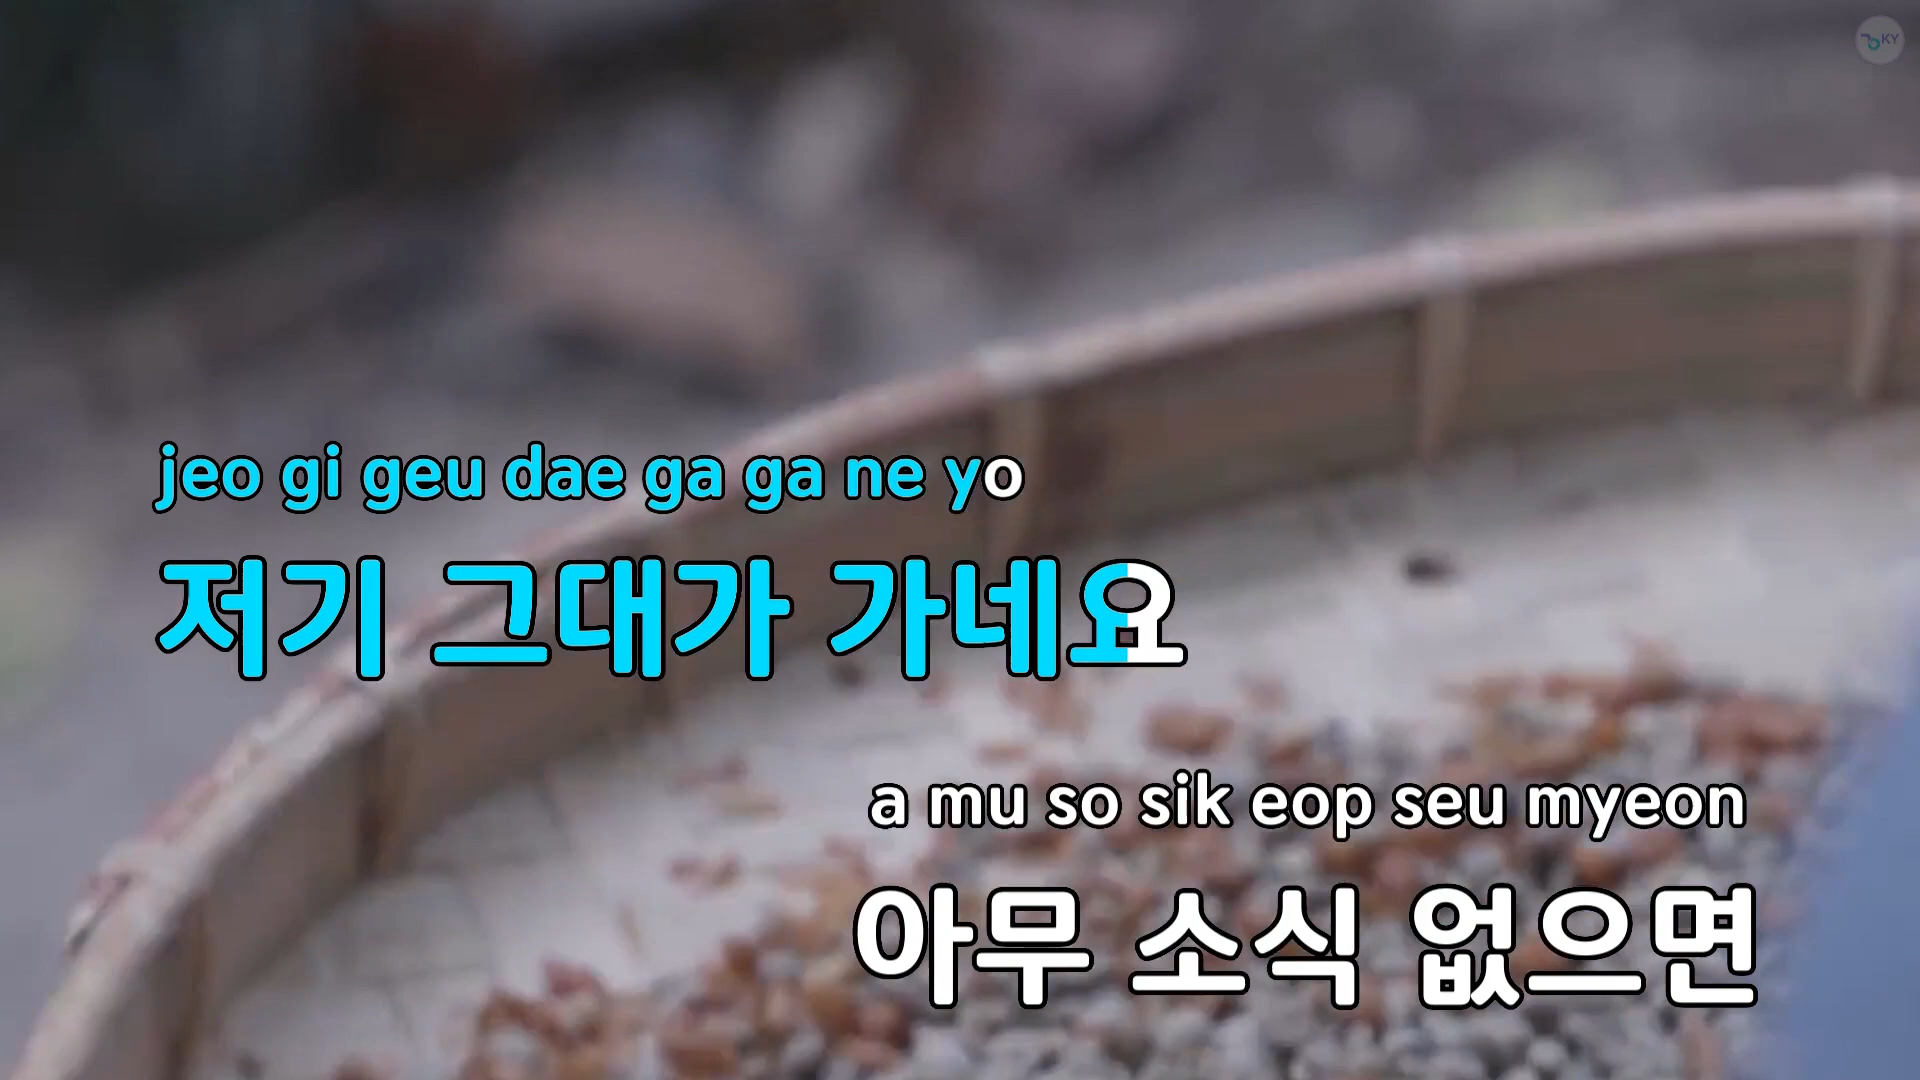 KY
jeo gi geu dae ga ga ne yo
저기 그대가 가네요
a mu so sik eop seu myeon
아무 소식 없으면